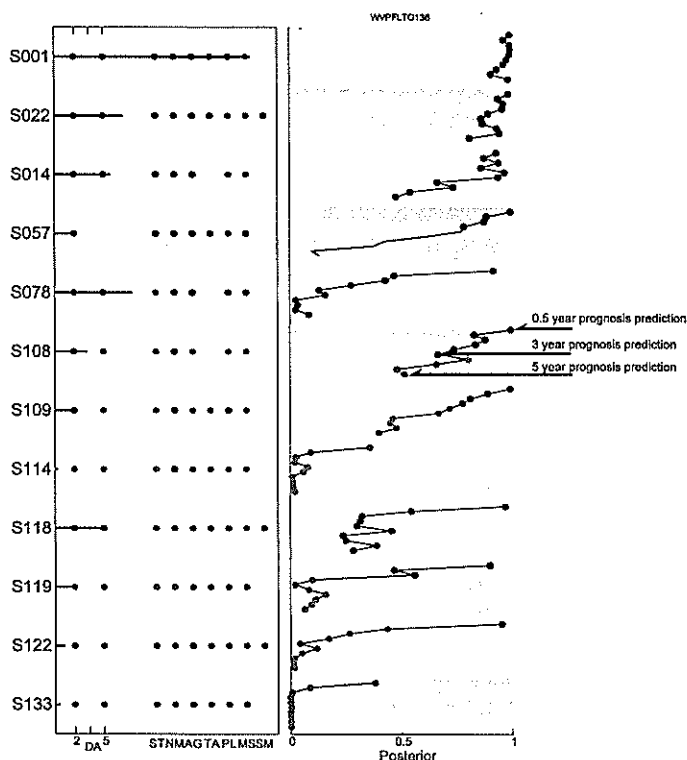 WVPFLTO136
S001
S022
S014
S057
S078
S108
0.5 year prognosis prediction
3 year prognosis prediction
5 year prognosis prediction
S109
S114
S118
S119
S122
S133
2 5
DA
STNMAGTAPLMSSM
0 0.5 1
Posterior